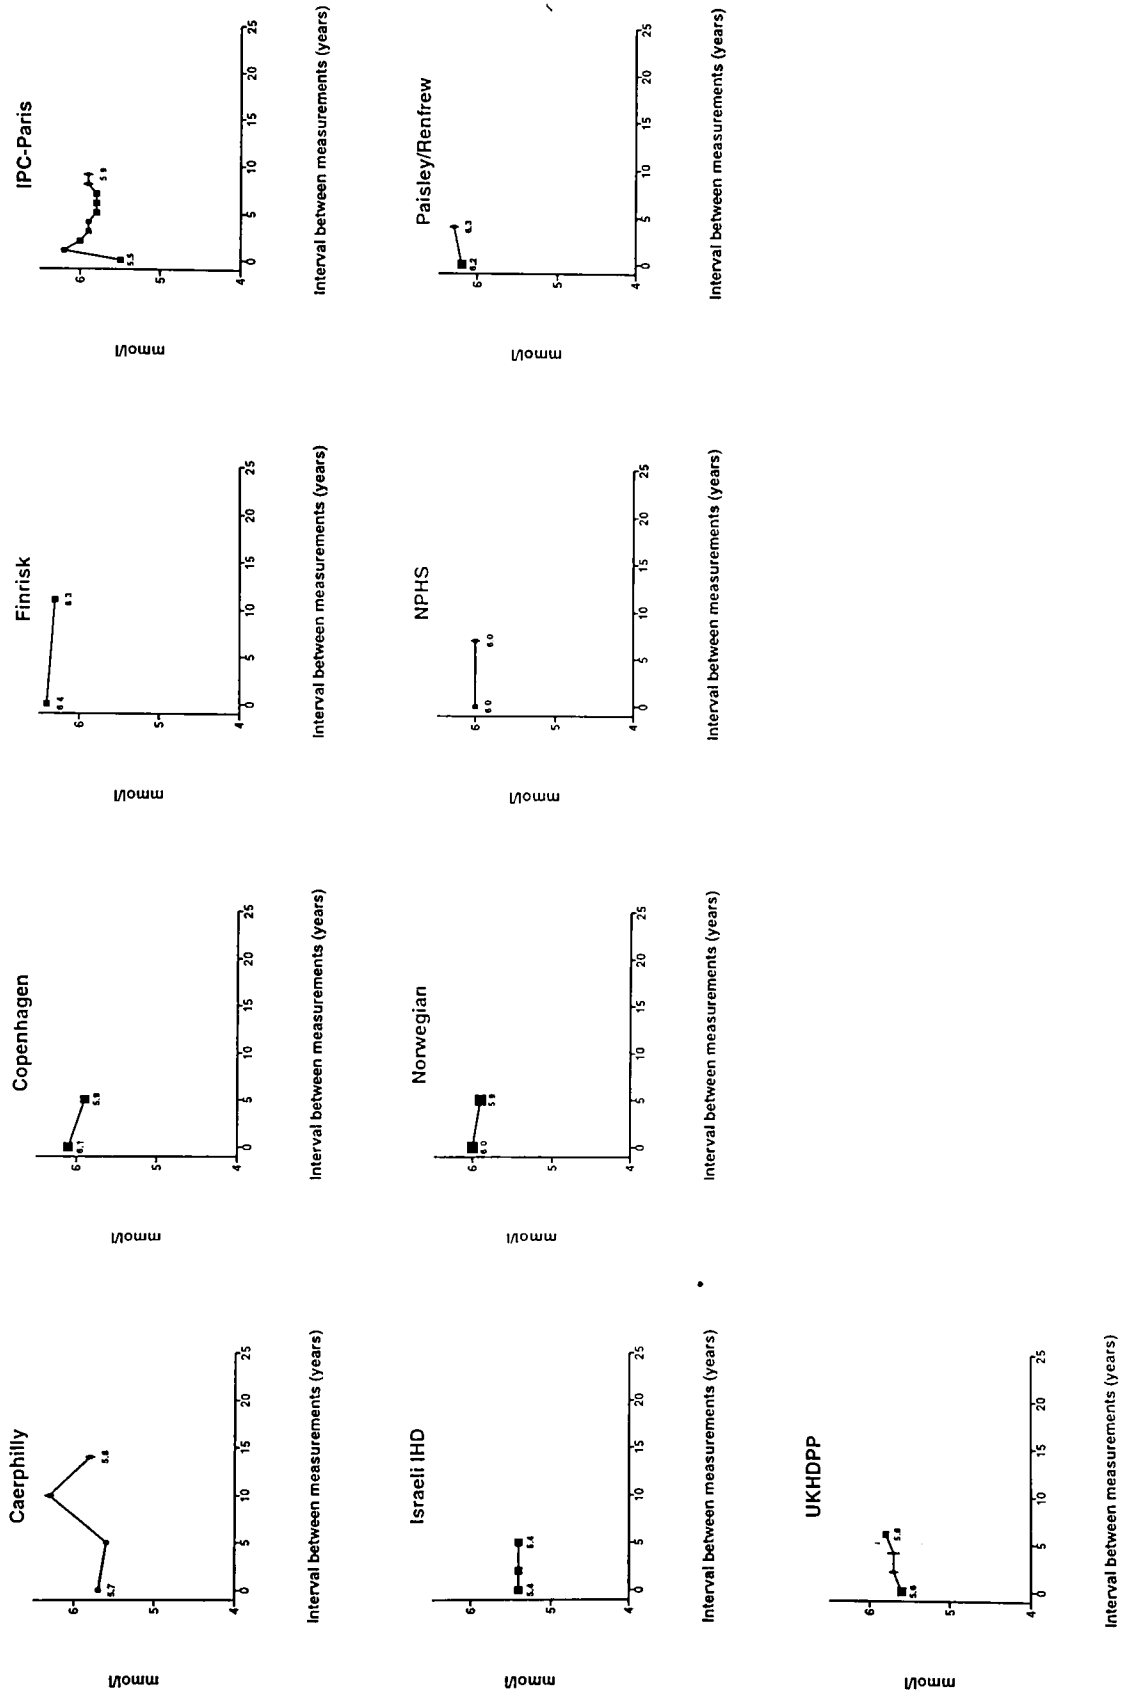 Caerphilly
mmol/l
6
5
4
5.7
5.8
0 5 10 15 20 25
Interval between measurements (years)
Copenhagen
mmol/l
6
5
4
6.1
5.9
0 5 10 15 20 25
Interval between measurements (years)
Finrisk
mmol/l
6
5
4
6.4
6.3
0 5 10 15 20 25
Interval between measurements (years)
IPC-Paris
mmol/l
6
5
4
5.5
5.9
0 5 10 15 20 25
Interval between measurements (years)
Israeli IHD
mmol/l
6
5
4
5.4
5.4
0 5 10 15 20 25
Interval between measurements (years)
Norwegian
mmol/l
6
5
4
6.0
5.9
0 5 10 15 20 25
Interval between measurements (years)
NPHS
mmol/l
6
5
4
6.0
6.0
0 5 10 15 20 25
Interval between measurements (years)
Paisley/Renfrew
mmol/l
6
5
4
6.2
6.3
0 5 10 15 20 25
Interval between measurements (years)
UKHDPP
mmol/l
6
5
4
5.6
5.8
0 5 10 15 20 25
Interval between measurements (years)